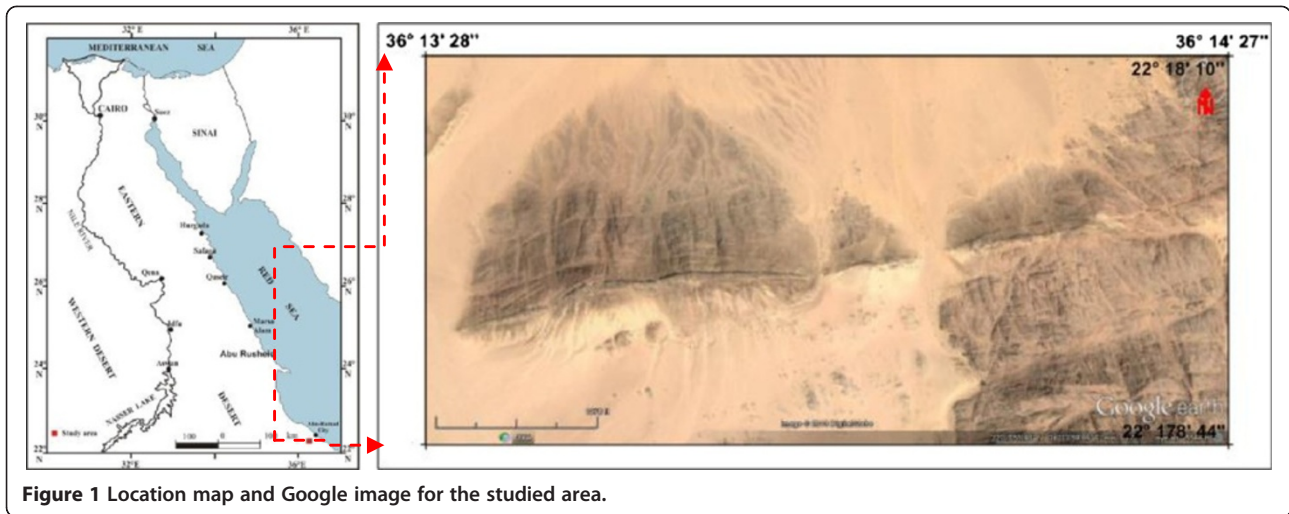 32° E
36° E
MEDITERRANEAN SEA
30°
N
CAIRO
Suez
30°
N
SINAI
28°
N
EASTERN
28°
N
NILE RIVER
Hurgada
Safaga
Quseir
RED SEA
26°
N
Qena
26°
N
WESTERN DESERT
Edfu
Marsa
Alam
Abu Rusheid
24°
N
Aswan
24°
N
NASSER LAKE
DESERT
Study area
100 0 100 km
City
22°
N
22°
N
32° E
36° E
36° 13' 28"
36° 14' 27"
22° 18' 10"
Google earth
22° 178' 44"
Figure 1 Location map and Google image for the studied area.